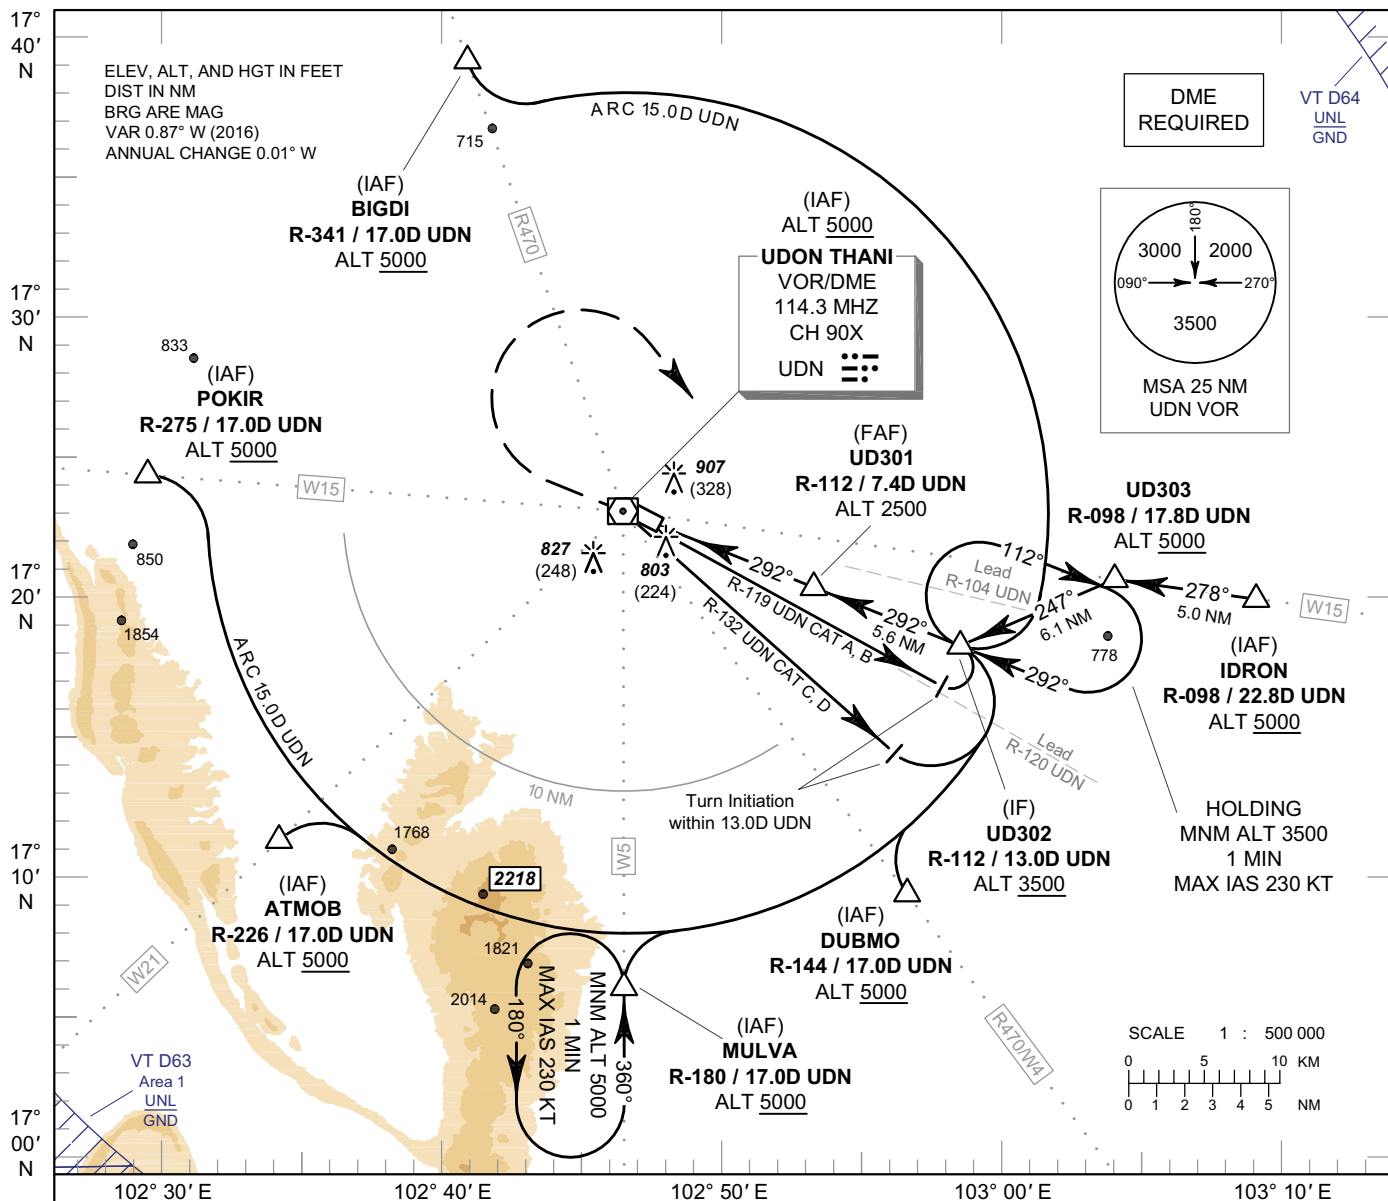 17°
40′
N
ELEV, ALT, AND HGT IN FEET
DIST IN NM
BRG ARE MAG
VAR 0.87° W (2016)
ANNUAL CHANGE 0.01° W
715
ARC 15.0D UDN
DME
REQUIRED
VT D64
UNL
GND
(IAF)
BIGDI
R-341 / 17.0D UDN
ALT 5000
R470
(IAF)
ALT 5000
UDON THANI
VOR/DME
114.3 MHZ
CH 90X
UDN
180°
3000
2000
090°
270°
3500
MSA 25 NM
UDN VOR
17°
30′
N
833
(IAF)
POKIR
R-275 / 17.0D UDN
ALT 5000
W15
907
(328)
827
(248)
803
(224)
(FAF)
UD301
R-112 / 7.4D UDN
ALT 2500
UD303
R-098 / 17.8D UDN
ALT 5000
850
17°
20′
N
1854
292°
R-119 UDN CAT A, B
R-132 UDN CAT C, D
292°
5.6 NM
112°
Lead
R-104 UDN
247°
6.1 NM
278°
5.0 NM
W15
778
292°
(IAF)
IDRON
R-098 / 22.8D UDN
ALT 5000
ARC 15.0D UDN
10 NM
Lead
R-120 UDN
Turn Initiation
within 13.0D UDN
(IF)
UD302
R-112 / 13.0D UDN
ALT 3500
HOLDING
MNM ALT 3500
1 MIN
MAX IAS 230 KT
17°
10′
N
1768
2218
W5
(IAF)
ATMOB
R-226 / 17.0D UDN
ALT 5000
W21
(IAF)
DUBMO
R-144 / 17.0D UDN
ALT 5000
1821
2014
180°
MAX IAS 230 KT
1 MIN
MNM ALT 5000
360°
(IAF)
MULVA
R-180 / 17.0D UDN
ALT 5000
R470/W4
SCALE 1 : 500 000
0 5 10 KM
0 1 2 3 4 5 NM
VT D63
Area 1
UNL
GND
17°
00′
N
102° 30′ E
102° 40′ E
102° 50′ E
103° 00′ E
103° 10′ E